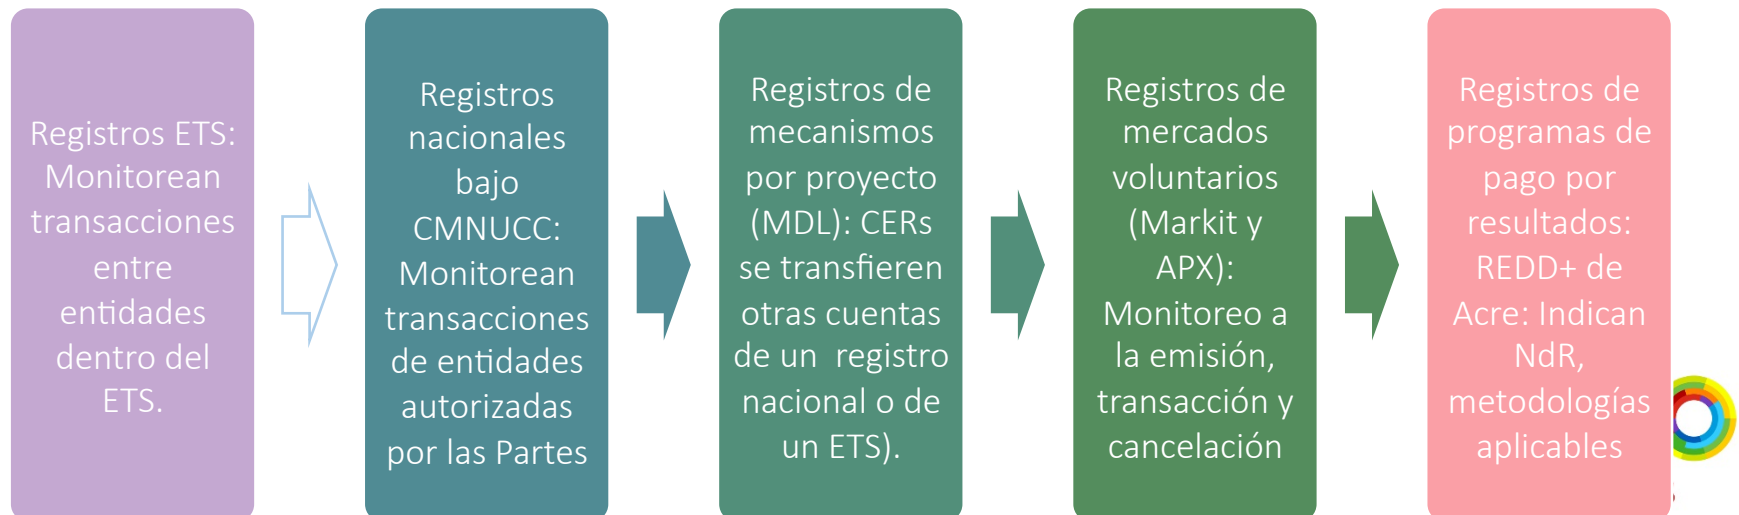 Registros ETS:
Monitorean
transacciones
entre
entidades
dentro del
ETS.
Registros
nacionales
bajo
CMNUCC:
Monitorean
transacciones
de entidades
autorizadas
por las Partes
Registros de
mecanismos
por proyecto
(MDL): CERs
se transfieren
otras cuentas
de un registro
nacional o de
un ETS).
Registros de
mercados
voluntarios
(Markit y
APX):
Monitoreo a
la emisión,
transacción y
cancelación
Registros de
programas de
pago por
resultados:
REDD+ de
Acre: Indican
NdR,
metodologías
aplicables